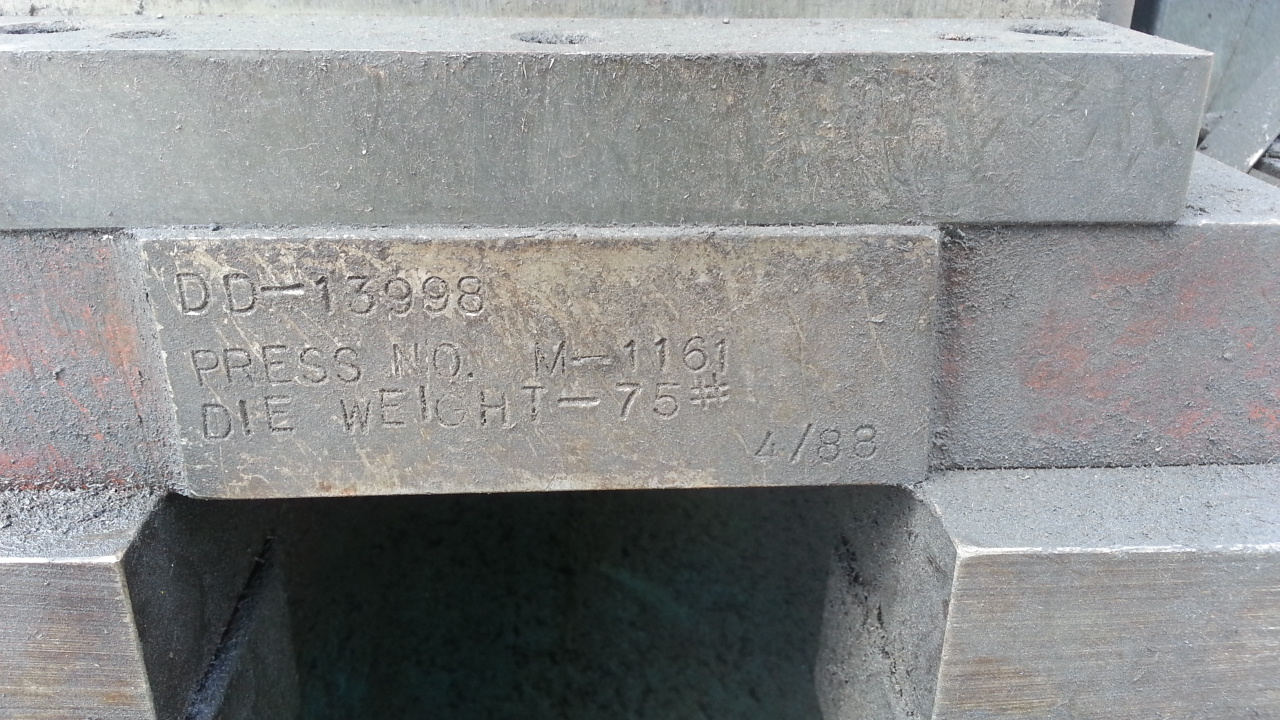 DD-13998
PRESS NO. M-1161
DIE WEIGHT-75#
4/88